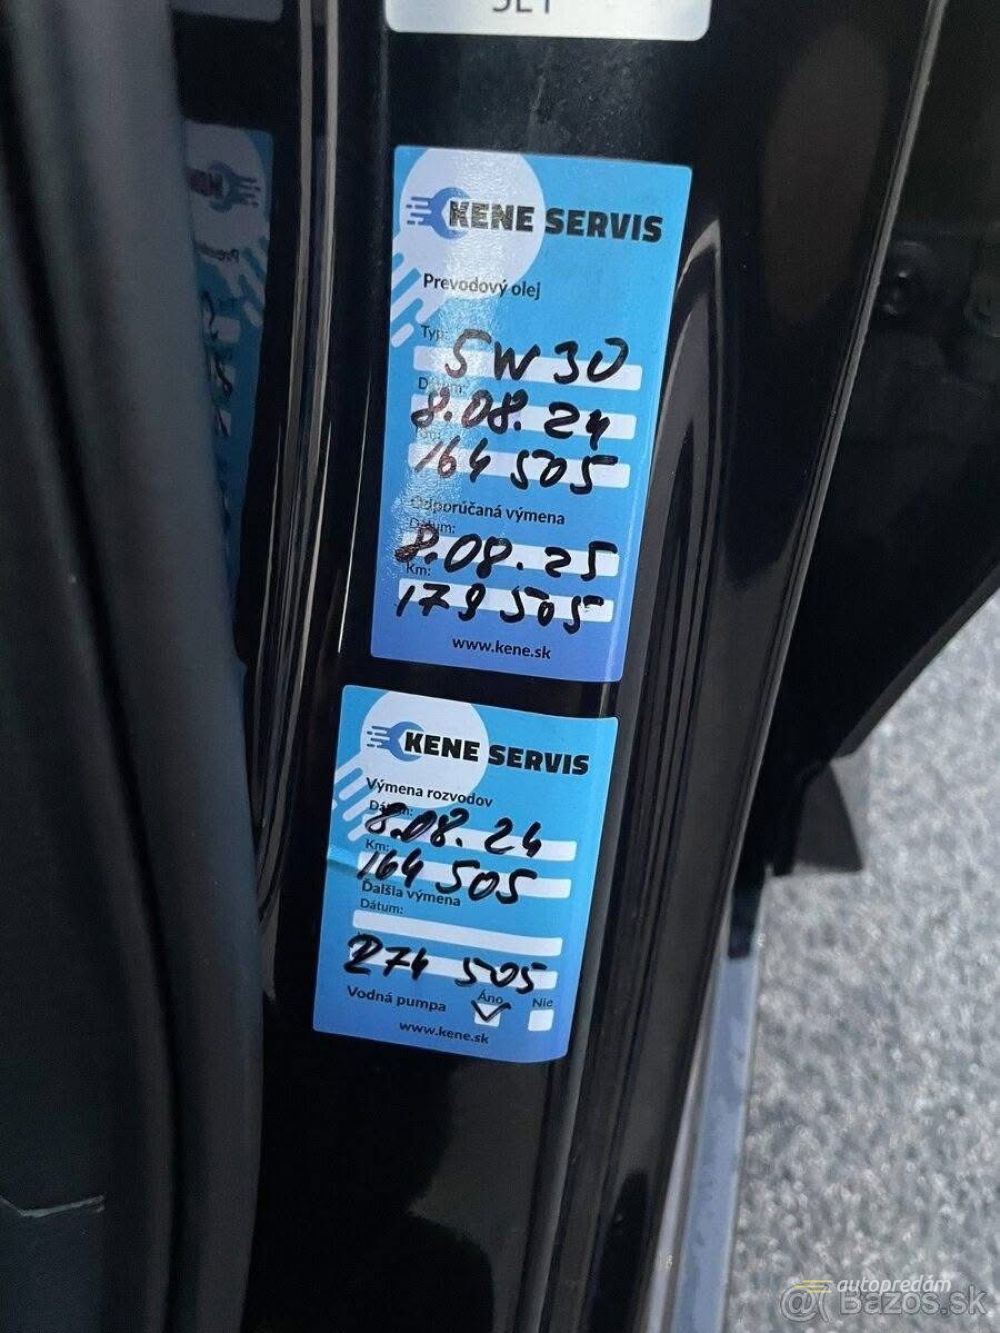 SET
KENE SERVIS
Prevodový olej
Typ:
5W30
Dátum:
8.08.24
Km:
164 505
Odporúčaná výmena
Dátum:
8.08.25
Km:
179 505
www.kene.sk
KENE SERVIS
Výmena rozvodov
Dátum:
8.08.24
Km:
164 505
Ďalšia výmena
Dátum:
274 505
Vodná pumpa
Áno
Nie
www.kene.sk
autopredám
@ Bazos.sk